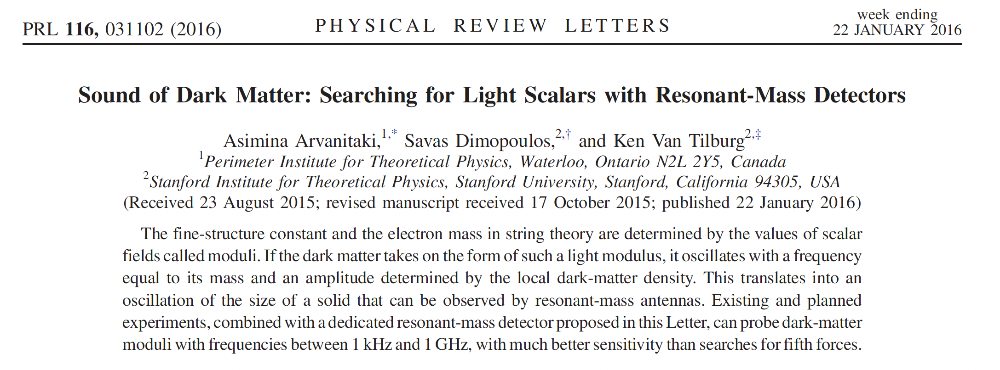 PRL 116, 031102 (2016)
PHYSICAL REVIEW LETTERS
week ending
22 JANUARY 2016
Sound of Dark Matter: Searching for Light Scalars with Resonant-Mass Detectors
Asimina Arvanitaki,1,* Savas Dimopoulos,2,† and Ken Van Tilburg2,‡
1Perimeter Institute for Theoretical Physics, Waterloo, Ontario N2L 2Y5, Canada
2Stanford Institute for Theoretical Physics, Stanford University, Stanford, California 94305, USA
(Received 23 August 2015; revised manuscript received 17 October 2015; published 22 January 2016)
The fine-structure constant and the electron mass in string theory are determined by the values of scalar
fields called moduli. If the dark matter takes on the form of such a light modulus, it oscillates with a frequency
equal to its mass and an amplitude determined by the local dark-matter density. This translates into an
oscillation of the size of a solid that can be observed by resonant-mass antennas. Existing and planned
experiments, combined with a dedicated resonant-mass detector proposed in this Letter, can probe dark-matter
moduli with frequencies between 1 kHz and 1 GHz, with much better sensitivity than searches for fifth forces.